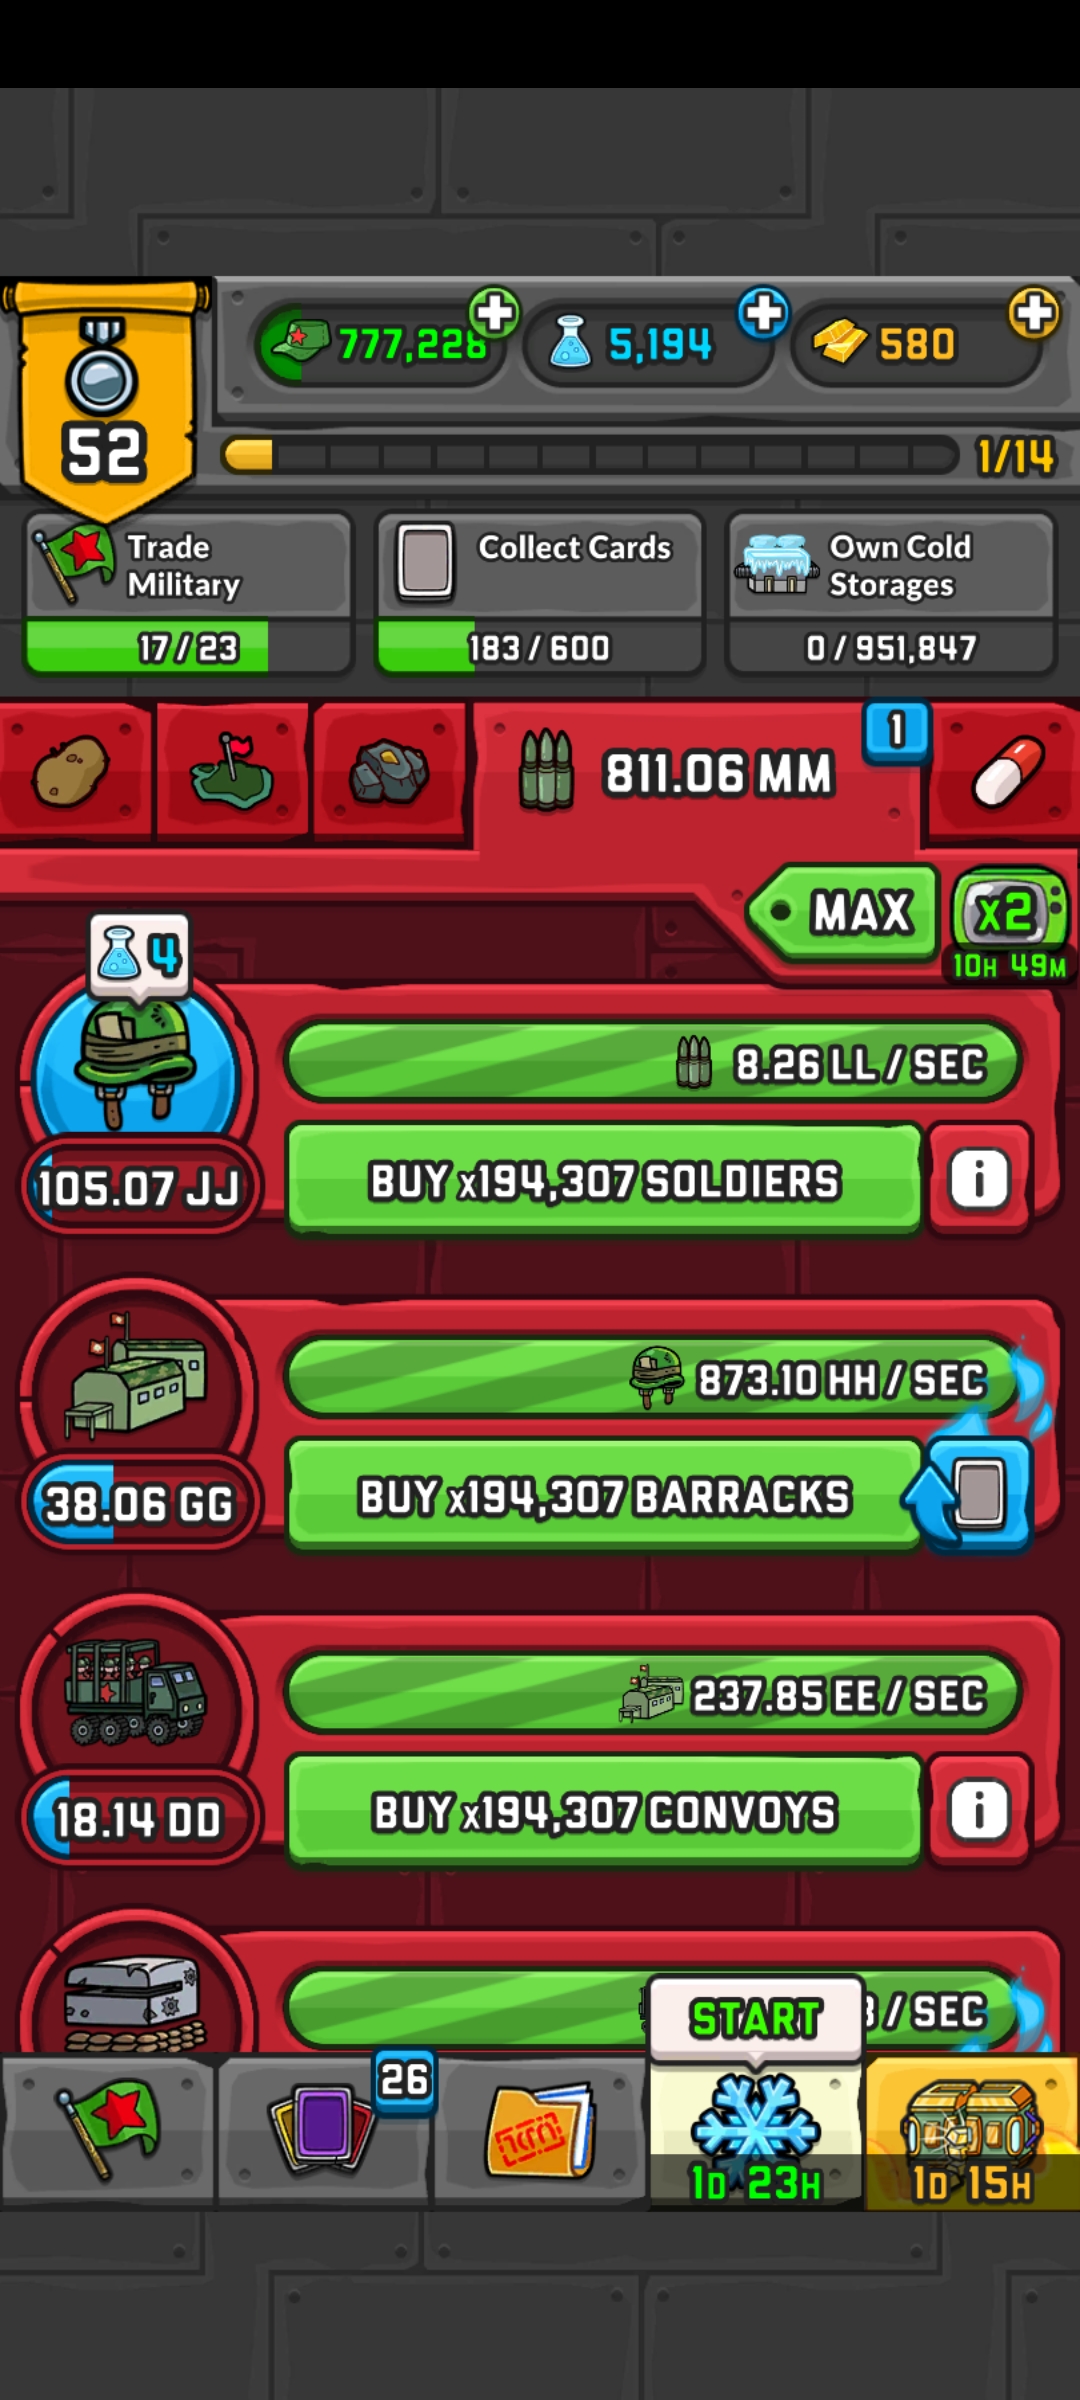 777,228
5,194
580
52
1/14
Trade
Military
Collect Cards
Own Cold
Storages
17/23
183/600
0/951,847
811.06 MM
1
MAX
x2
10H 49M
4
8.26 LL/SEC
105.07 JJ
BUY x194,307 SOLDIERS
i
873.10 HH/SEC
38.06 GG
BUY x194,307 BARRACKS
237.85 EE/SEC
18.14 DD
BUY x194,307 CONVOYS
i
START
/SEC
26
1D 23H
1D 15H